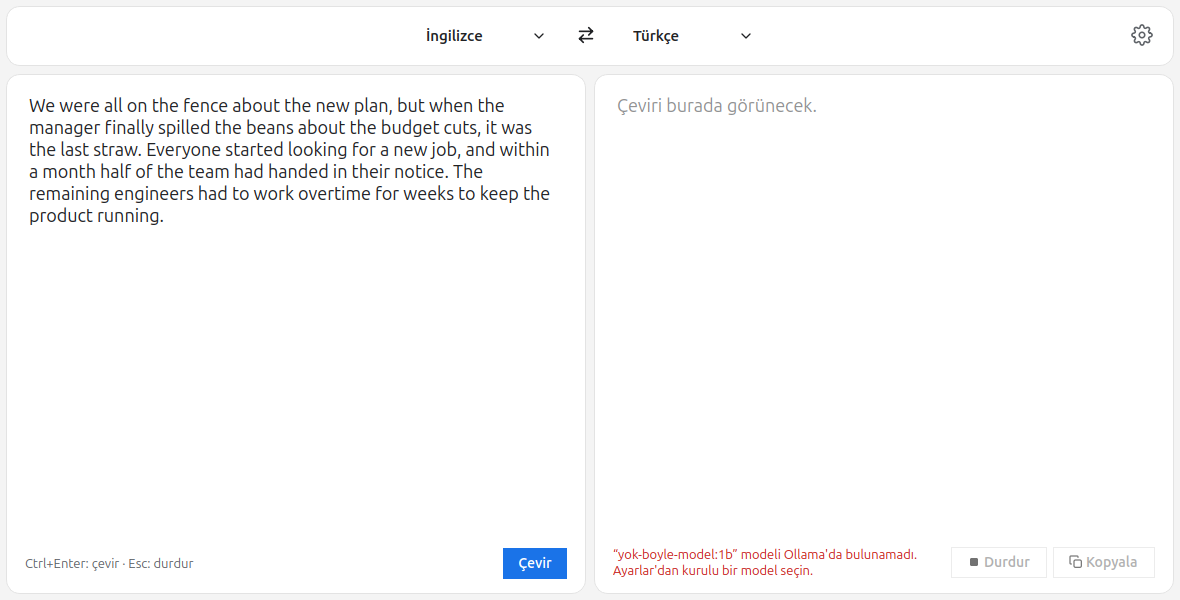 İngilizce
Türkçe
We were all on the fence about the new plan, but when the
manager finally spilled the beans about the budget cuts, it was
the last straw. Everyone started looking for a new job, and within
a month half of the team had handed in their notice. The
remaining engineers had to work overtime for weeks to keep the
product running.
Çeviri burada görünecek.
Ctrl+Enter: çevir · Esc: durdur
Çevir
“yok-boyle-model:1b” modeli Ollama'da bulunamadı.
Ayarlar'dan kurulu bir model seçin.
Durdur
Kopyala